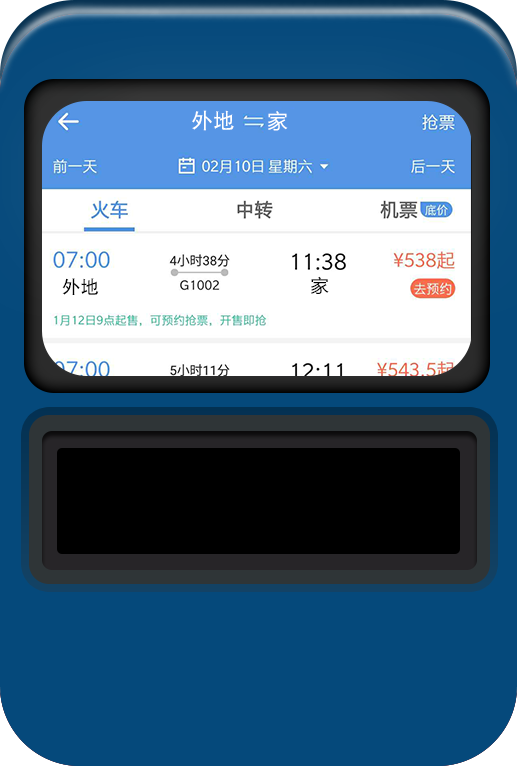 外地 ⇌ 家 抢票
前一天 02月10日 星期六 后一天
火车 中转 机票 底价
07:00 4小时38分 11:38 ¥538起
外地 G1002 家 去预约
1月12日9点起售，可预约抢票，开售即抢
07:00 5小时11分 12:11 ¥543.5起